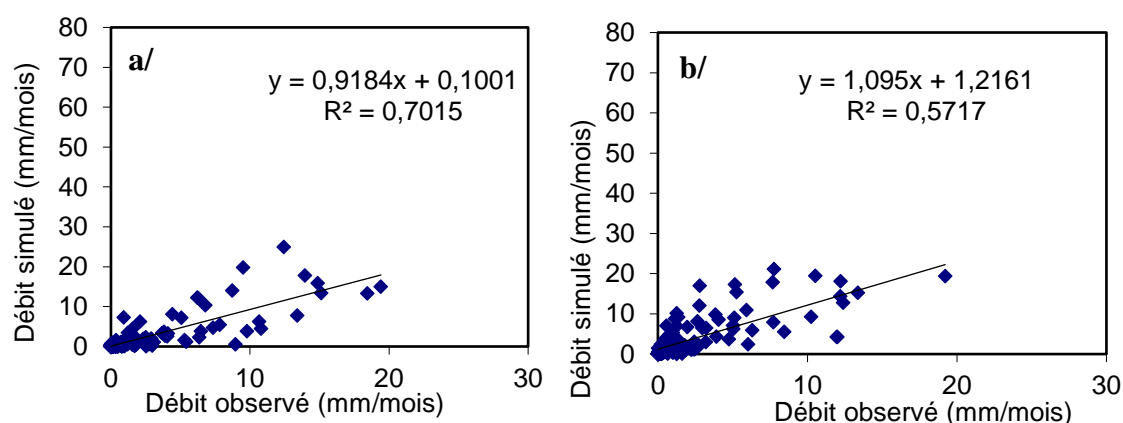 a/
y = 0,9184x + 0,1001
R² = 0,7015
80
70
60
50
40
30
20
10
0
Débit simulé (mm/mois)
0 10 20 30
Débit observé (mm/mois)
b/
y = 1,095x + 1,2161
R² = 0,5717
80
70
60
50
40
30
20
10
0
Débit simulé (mm/mois)
0 10 20 30
Débit observé (mm/mois)